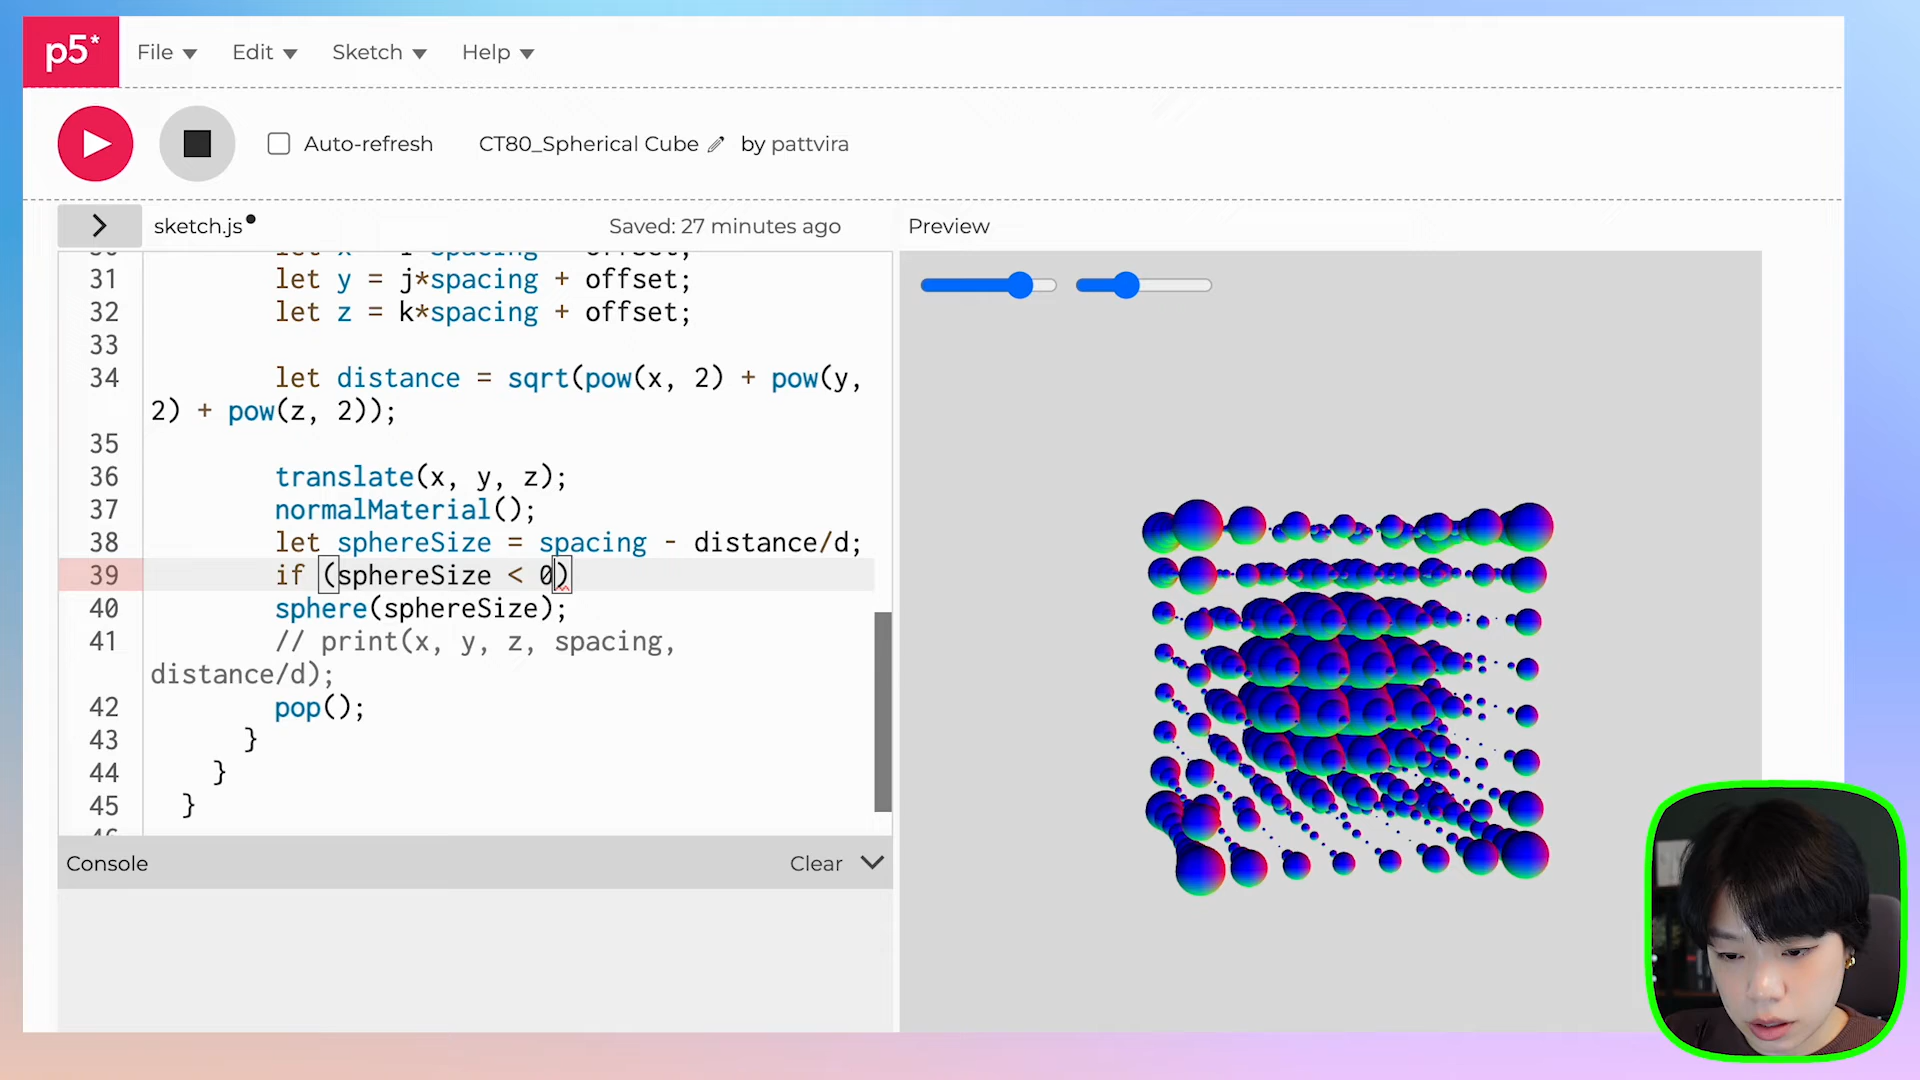 p5*
File Edit Sketch Help
Auto-refresh CT80_Spherical Cube by pattvira
sketch.js Saved: 27 minutes ago Preview
31 let y = j*spacing + offset;
32 let z = k*spacing + offset;
33
34 let distance = sqrt(pow(x, 2) + pow(y,
2) + pow(z, 2));
35
36 translate(x, y, z);
37 normalMaterial();
38 let sphereSize = spacing - distance/d;
39 if (sphereSize < 0)
40 sphere(sphereSize);
41 // print(x, y, z, spacing,
distance/d);
42 pop();
43 }
44 }
45 }
Console Clear